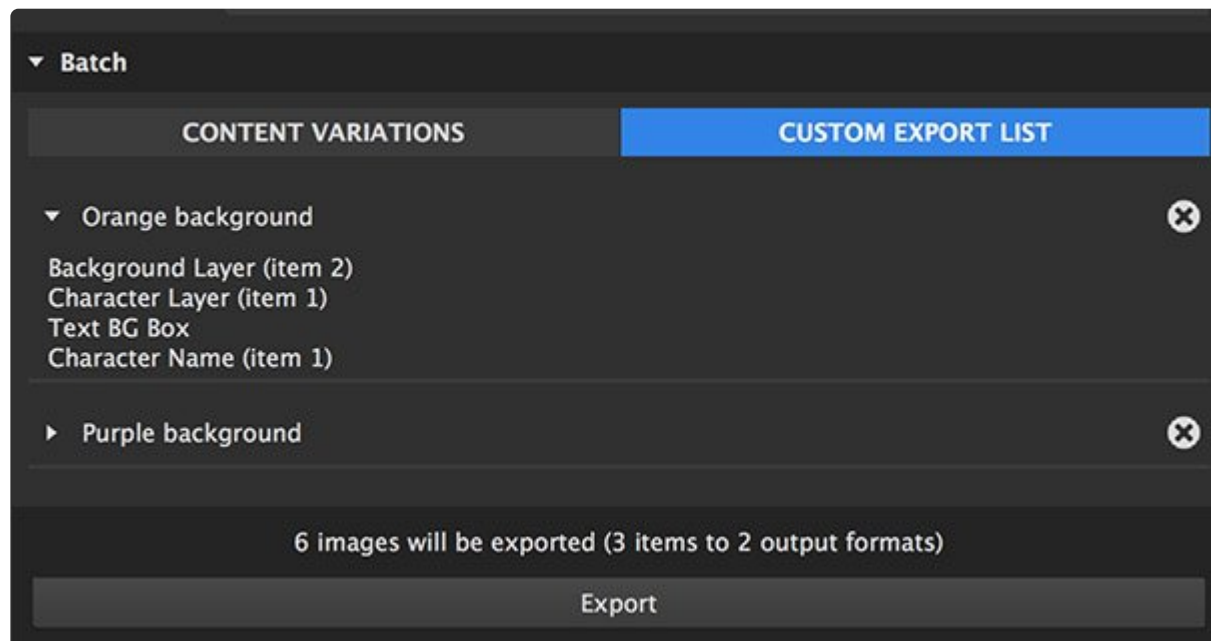 Batch
CONTENT VARIATIONS
CUSTOM EXPORT LIST
Orange background
Background Layer (item 2)
Character Layer (item 1)
Text BG Box
Character Name (item 1)
Purple background
6 images will be exported (3 items to 2 output formats)
Export